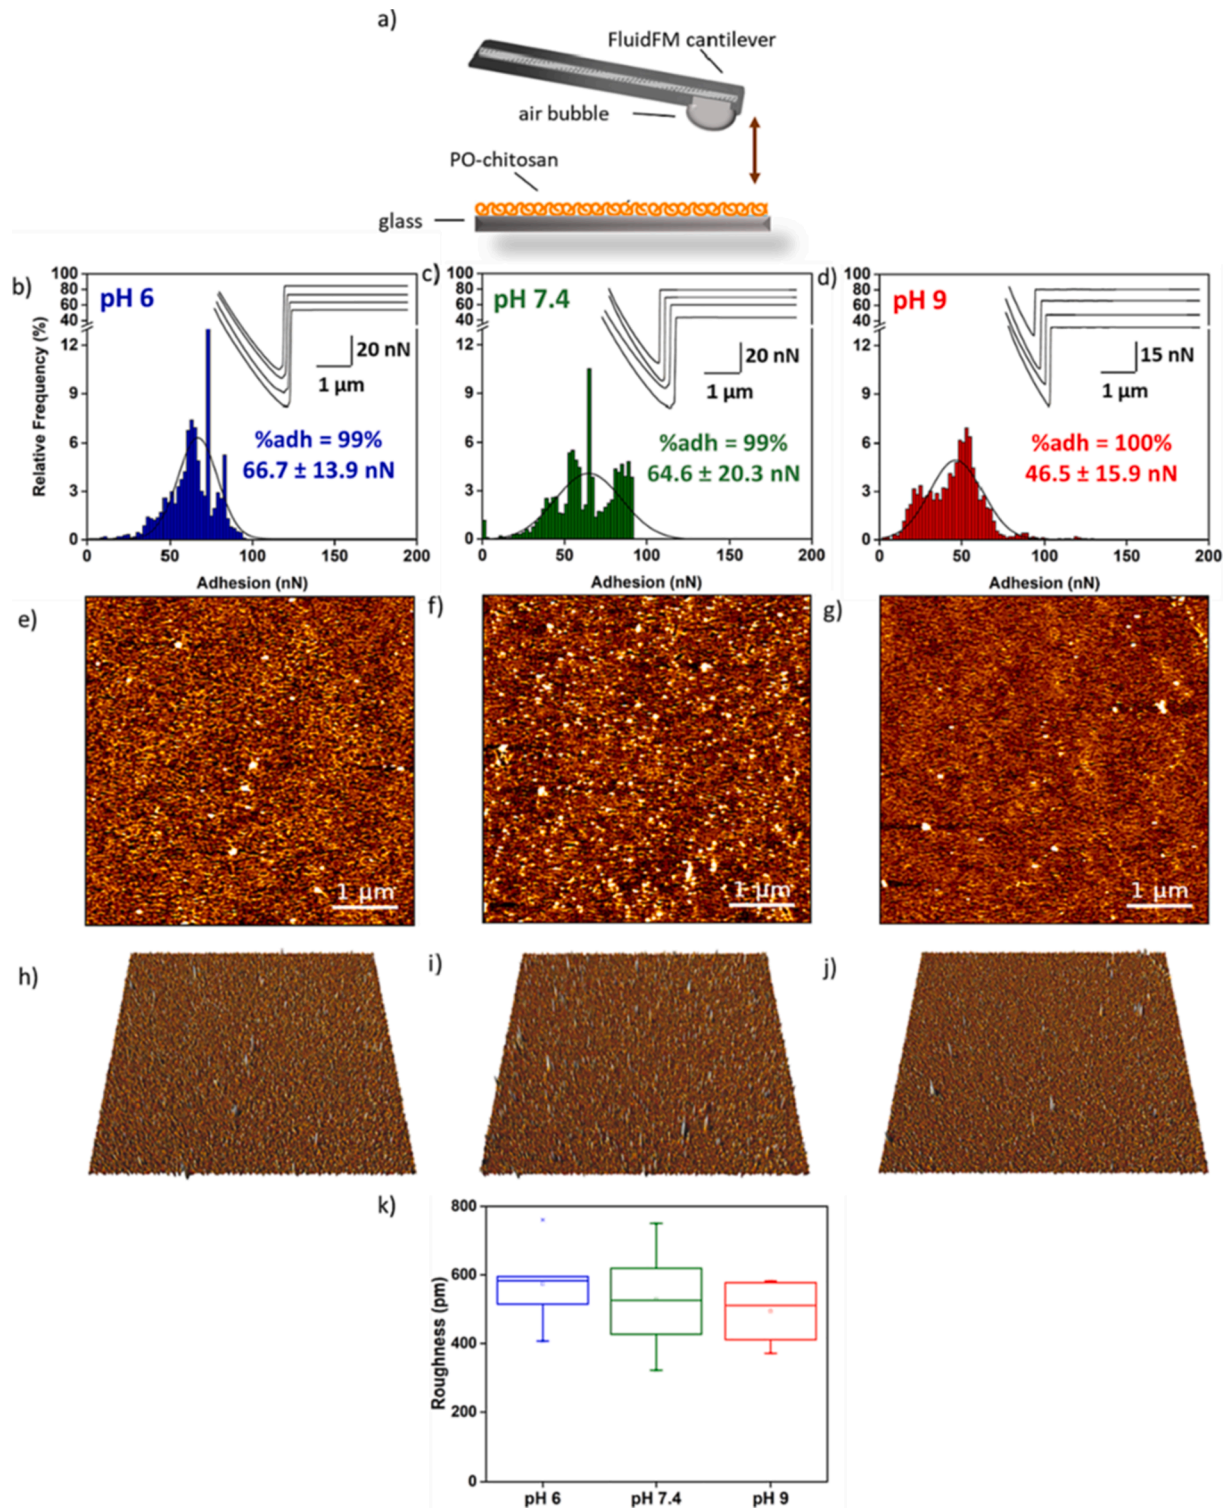 a)
FluidFM cantilever
air bubble
PO-chitosan
glass
b)
pH 6
100
80
60
40
12
9
6
3
0
Relative Frequency (%)
20 nN
1 µm
%adh = 99%
66.7 ± 13.9 nN
0 50 100 150 200
Adhesion (nN)
c)
pH 7.4
100
80
60
40
12
9
6
3
0
20 nN
1 µm
%adh = 99%
64.6 ± 20.3 nN
0 50 100 150 200
Adhesion (nN)
d)
pH 9
100
80
60
40
12
9
6
3
0
15 nN
1 µm
%adh = 100%
46.5 ± 15.9 nN
0 50 100 150 200
Adhesion (nN)
e)
1 µm
f)
1 µm
g)
1 µm
h)
i)
j)
k)
800
600
400
200
0
Roughness (pm)
pH 6 pH 7.4 pH 9